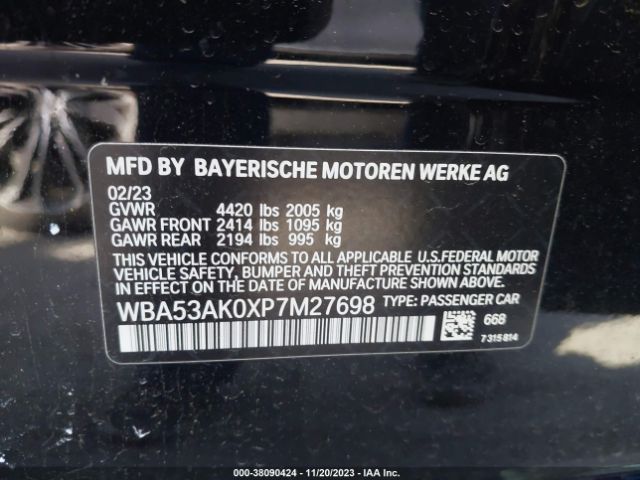 MFD BY BAYERISCHE MOTOREN WERKE AG
02/23
GVWR 4420 lbs 2005 kg
GAWR FRONT 2414 lbs 1095 kg
GAWR REAR 2194 lbs 995 kg
THIS VEHICLE CONFORMS TO ALL APPLICABLE U.S.FEDERAL MOTOR
VEHICLE SAFETY, BUMPER AND THEFT PREVENTION STANDARDS
IN EFFECT ON THE DATE OF MANUFACTURE SHOWN ABOVE.
WBA53AK0XP7M27698 TYPE: PASSENGER CAR
668
7315814
000-38090424 - 11/20/2023 - IAA Inc.